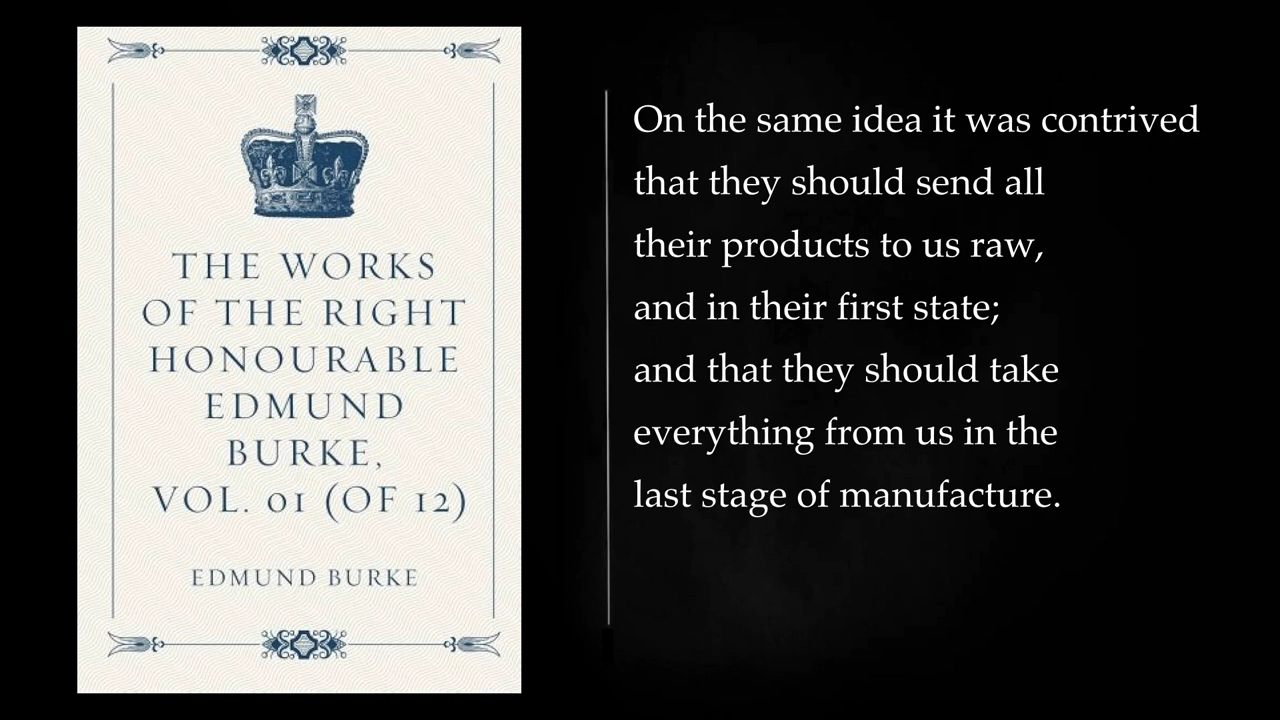 THE WORKS
OF THE RIGHT
HONOURABLE
EDMUND
BURKE,
VOL. 01 (OF 12)
EDMUND BURKE
On the same idea it was contrived
that they should send all
their products to us raw,
and in their first state;
and that they should take
everything from us in the
last stage of manufacture.